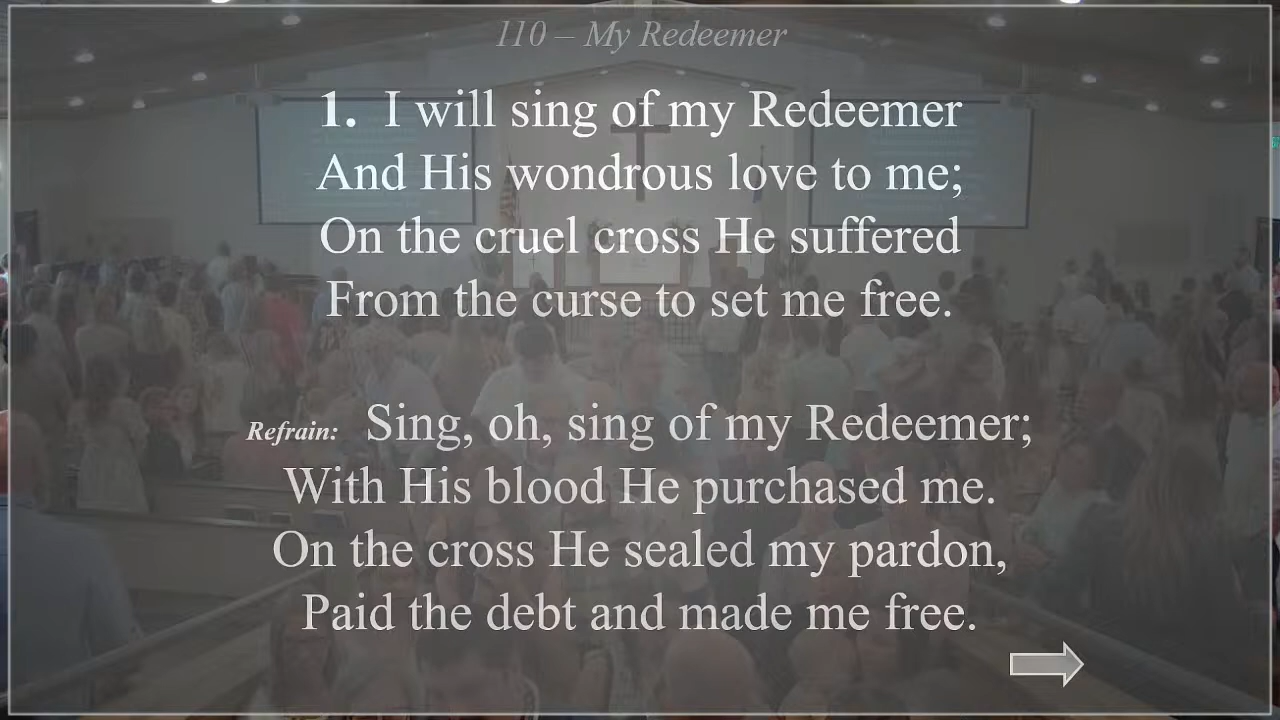 110 – My Redeemer
1. I will sing of my Redeemer
And His wondrous love to me;
On the cruel cross He suffered
From the curse to set me free.
Refrain: Sing, oh, sing of my Redeemer;
With His blood He purchased me.
On the cross He sealed my pardon,
Paid the debt and made me free.